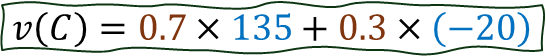 v(C) = 0.7 × 135 + 0.3 × (−20)